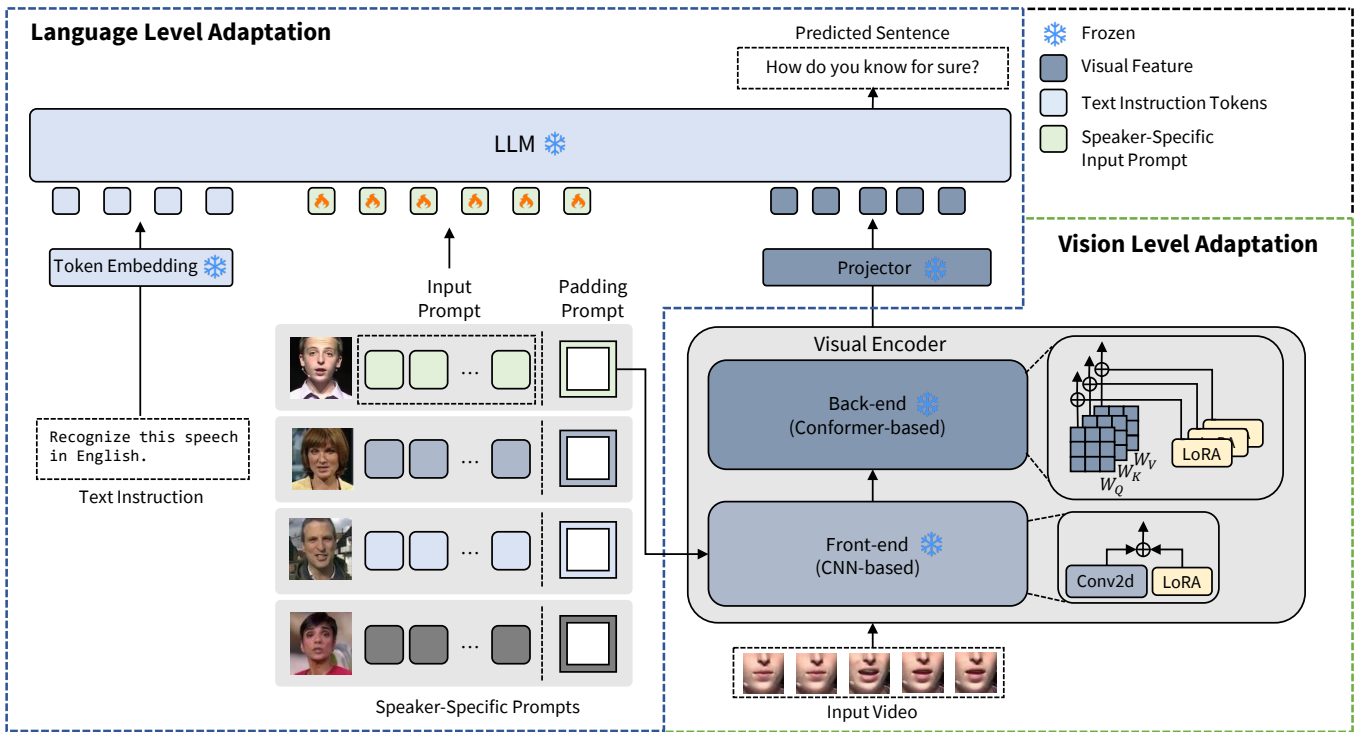 Language Level Adaptation
Predicted Sentence
How do you know for sure?
Frozen
Visual Feature
Text Instruction Tokens
Speaker-Specific
Input Prompt
LLM
Token Embedding
Projector
Vision Level Adaptation
Input
Prompt
Padding
Prompt
...
...
...
...
Recognize this speech
in English.
Text Instruction
Visual Encoder
Back-end
(Conformer-based)
W_Q
W_K
W_V
LoRA
Front-end
(CNN-based)
Conv2d
LoRA
Speaker-Specific Prompts
Input Video